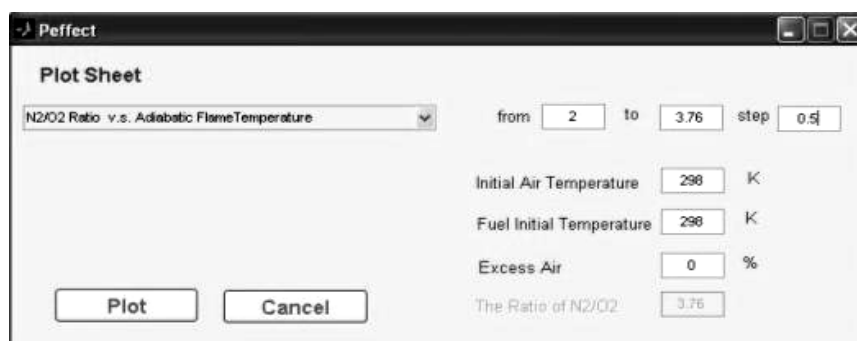 Peffect
Plot Sheet
N2/O2 Ratio v.s. Adiabatic FlameTemperature
from 2 to 3.76 step 0.5
Initial Air Temperature 298 K
Fuel Initial Temperature 298 K
Excess Air 0 %
The Ratio of N2/O2 3.76
Plot Cancel